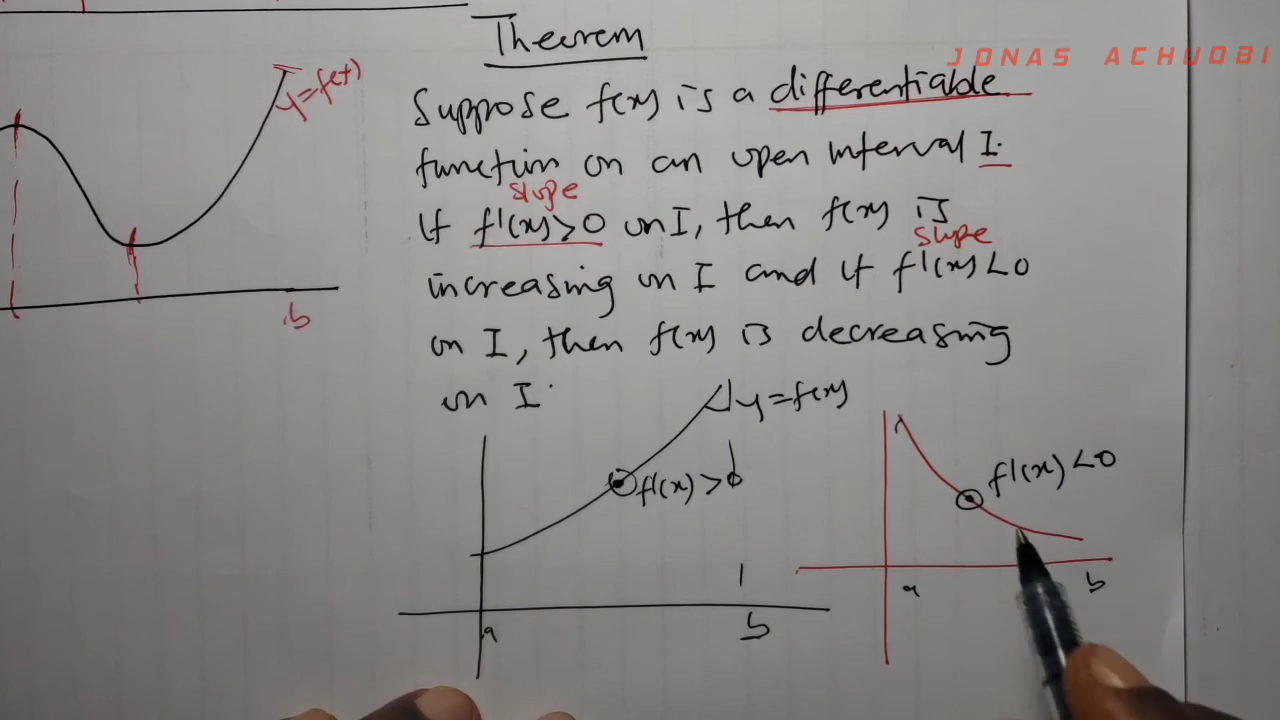 Theorem
JONAS ACHUOBI
Suppose f(x) is a differentiable
function on an open interval I.
slope
If f'(x)>0 on I, then f(x) is
slope
increasing on I and if f'(x)<0
on I, then f(x) is decreasing
on I.
y=f(x)
b
y=f(x)
f'(x)>0
a
b
f'(x)<0
a
b